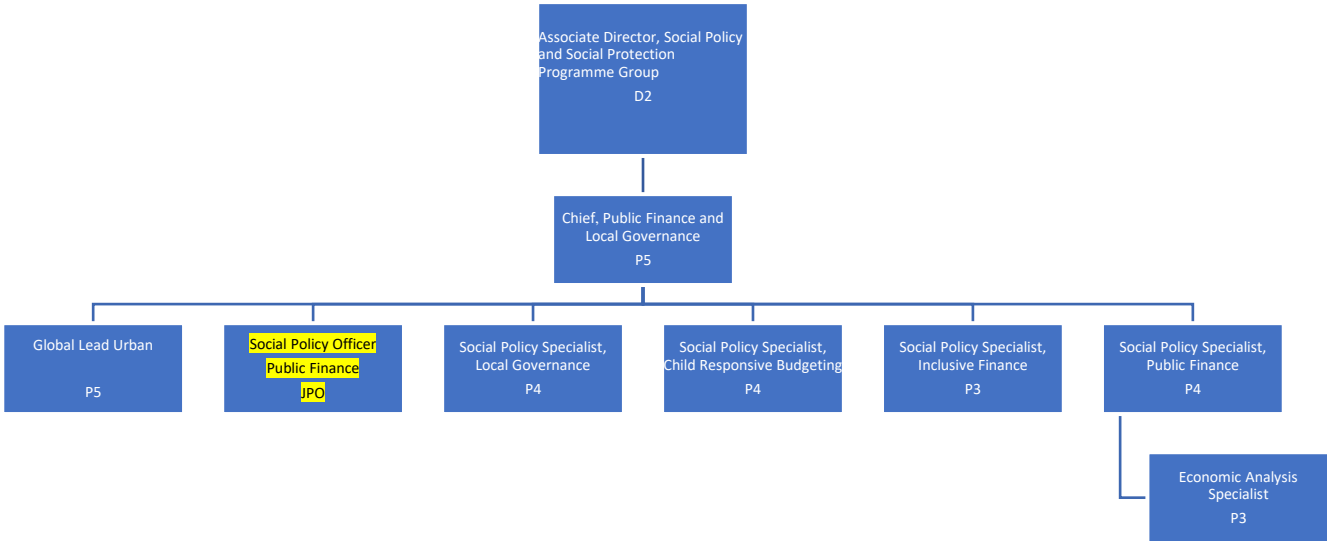 Associate Director, Social Policy
and Social Protection
Programme Group
D2
Chief, Public Finance and
Local Governance
P5
Global Lead Urban
P5
Social Policy Officer
Public Finance
JPO
Social Policy Specialist,
Local Governance
P4
Social Policy Specialist,
Child Responsive Budgeting
P4
Social Policy Specialist,
Inclusive Finance
P3
Social Policy Specialist,
Public Finance
P4
Economic Analysis
Specialist
P3